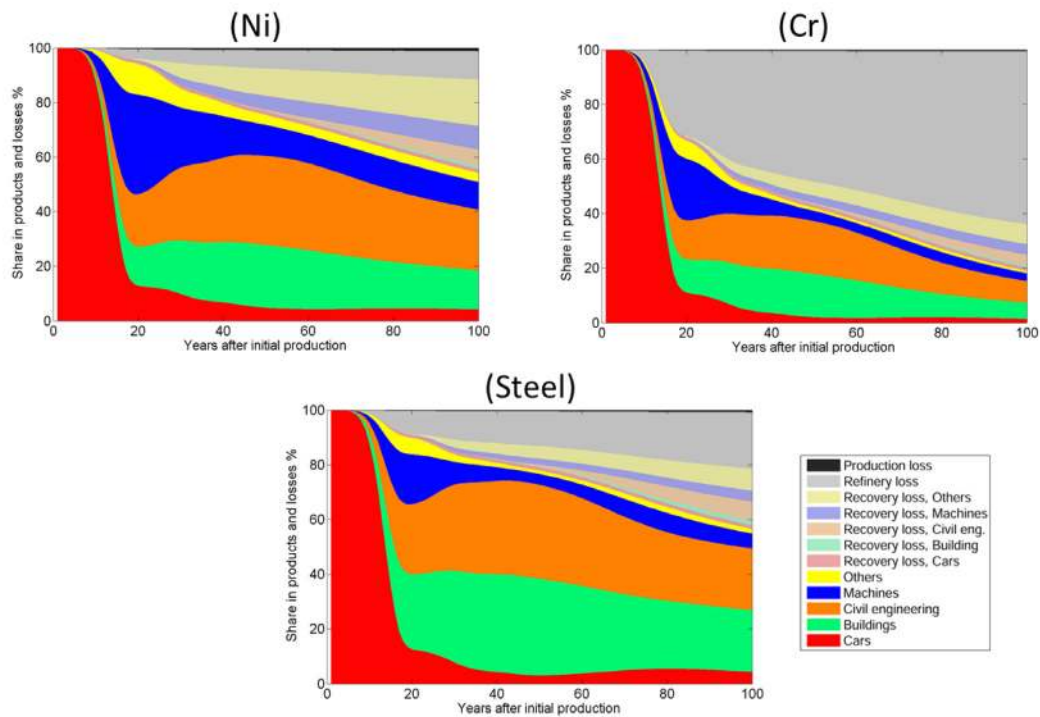 (Ni)
(Cr)
100
80
60
40
20
0
Share in products and losses %
0 20 40 60 80 100
Years after initial production
100
80
60
40
20
0
Share in products and losses %
0 20 40 60 80 100
Years after initial production
(Steel)
100
80
60
40
20
0
Share in products and losses %
0 20 40 60 80 100
Years after initial production
Production loss
Refinery loss
Recovery loss, Others
Recovery loss, Machines
Recovery loss, Civil eng.
Recovery loss, Building
Recovery loss, Cars
Others
Machines
Civil engineering
Buildings
Cars